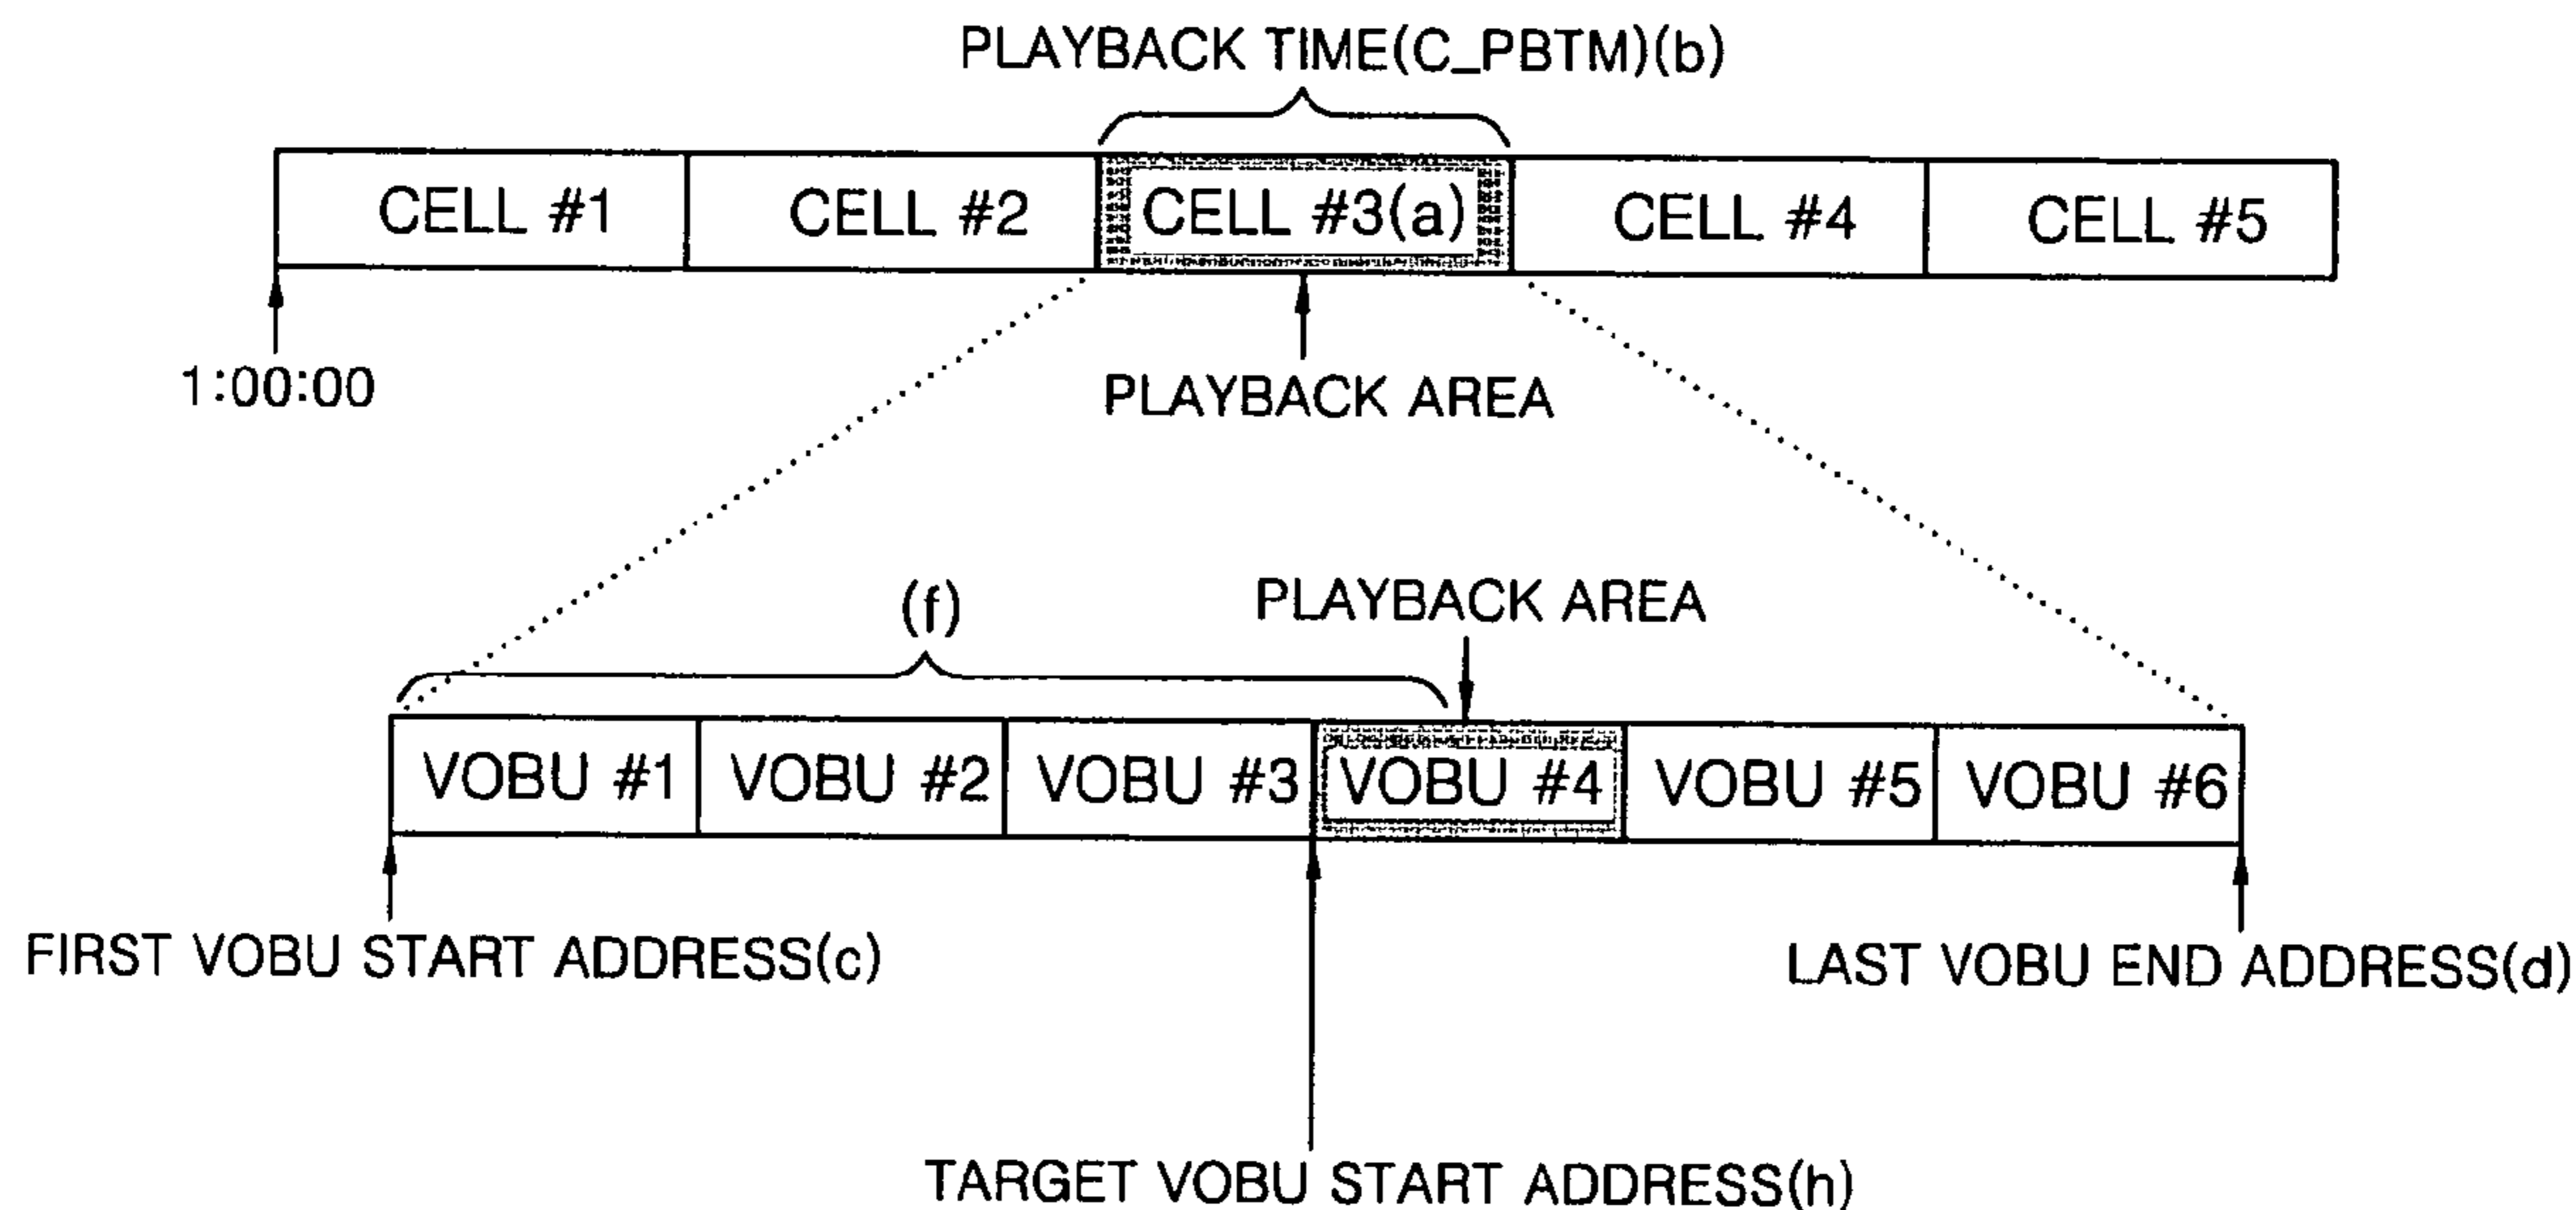 PLAYBACK TIME(C_PBTM)(b)
CELL #1
CELL #2
CELL #3(a)
CELL #4
CELL #5
1:00:00
PLAYBACK AREA
(f)
PLAYBACK AREA
VOBU #1
VOBU #2
VOBU #3
VOBU #4
VOBU #5
VOBU #6
FIRST VOBU START ADDRESS(c)
LAST VOBU END ADDRESS(d)
TARGET VOBU START ADDRESS(h)